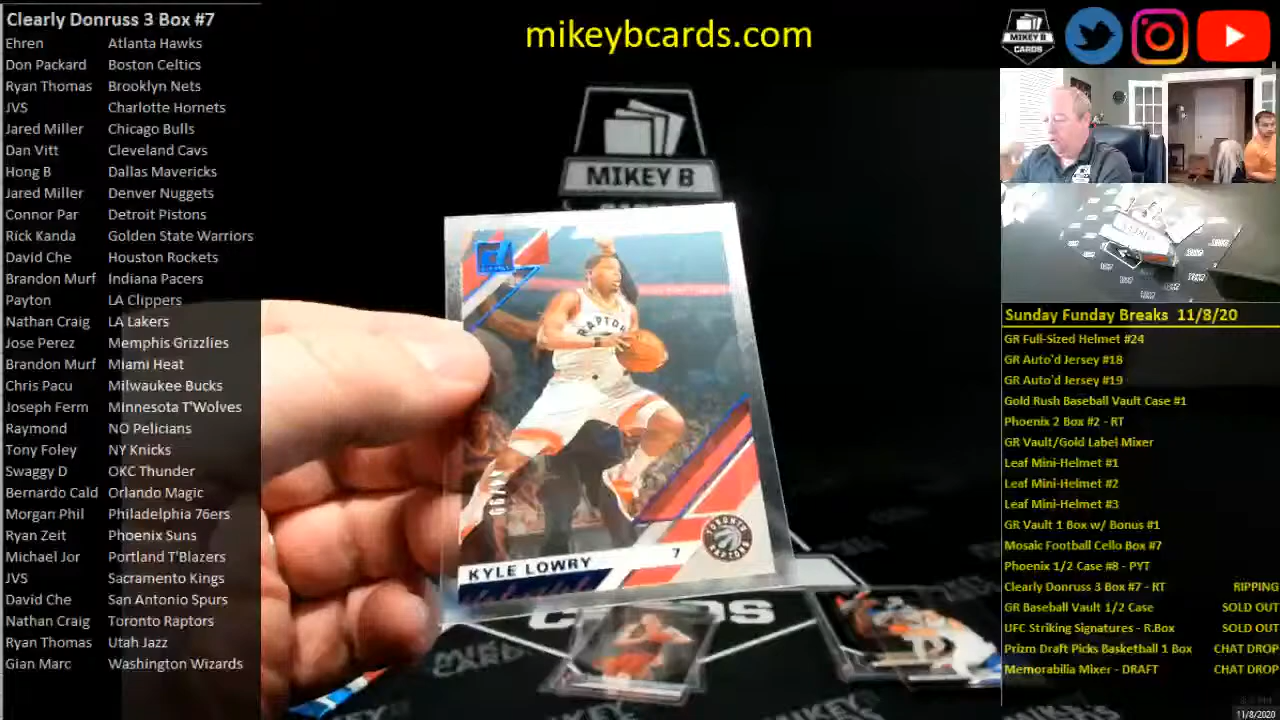 Clearly Donruss 3 Box #7
Ehren Atlanta Hawks
Don Packard Boston Celtics
Ryan Thomas Brooklyn Nets
JVS Charlotte Hornets
Jared Miller Chicago Bulls
Dan Vitt Cleveland Cavs
Hong B Dallas Mavericks
Jared Miller Denver Nuggets
Connor Par Detroit Pistons
Rick Kanda Golden State Warriors
David Che Houston Rockets
Brandon Murf Indiana Pacers
Payton LA Clippers
Nathan Craig LA Lakers
Jose Perez Memphis Grizzlies
Brandon Murf Miami Heat
Chris Pacu Milwaukee Bucks
Joseph Ferm Minnesota T'Wolves
Raymond NO Pelicians
Tony Foley NY Knicks
Swaggy D OKC Thunder
Bernardo Cald Orlando Magic
Morgan Phil Philadelphia 76ers
Ryan Zeit Phoenix Suns
Michael Jor Portland T'Blazers
JVS Sacramento Kings
David Che San Antonio Spurs
Nathan Craig Toronto Raptors
Ryan Thomas Utah Jazz
Gian Marc Washington Wizards
mikeybcards.com
MIKEY B
RAPTOR
KYLE LOWRY 7
TORONTO
RAPTORS
CARDS
MIKEY B
CARDS
Sunday Funday Breaks 11/8/20
GR Full-Sized Helmet #24
GR Auto'd Jersey #18
GR Auto'd Jersey #19
Gold Rush Baseball Vault Case #1
Phoenix 2 Box #2 - RT
GR Vault/Gold Label Mixer
Leaf Mini-Helmet #1
Leaf Mini-Helmet #2
Leaf Mini-Helmet #3
GR Vault 1 Box w/ Bonus #1
Mosaic Football Cello Box #7
Phoenix 1/2 Case #8 - PYT
Clearly Donruss 3 Box #7 - RT RIPPING
GR Baseball Vault 1/2 Case SOLD OUT
UFC Striking Signatures - R.Box SOLD OUT
Prizm Draft Picks Basketball 1 Box CHAT DROP
Memorabilia Mixer - DRAFT CHAT DROP
11/8/2020